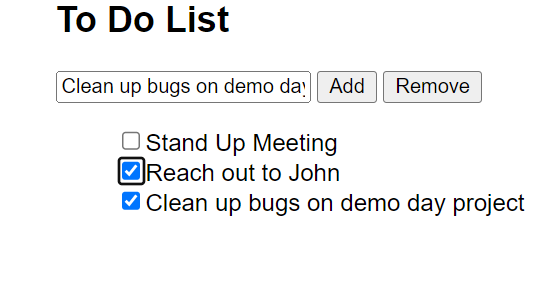 To Do List
Clean up bugs on demo day Add Remove
Stand Up Meeting
Reach out to John
Clean up bugs on demo day project